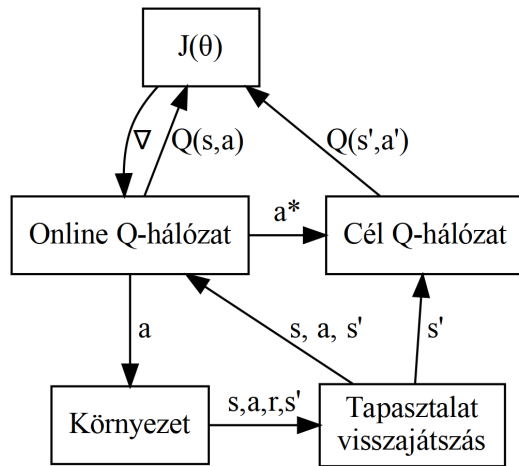 J(θ)
∇
Q(s,a)
Q(s',a')
Online Q-hálózat
a*
Cél Q-hálózat
a
s, a, s'
s'
Környezet
s,a,r,s'
Tapasztalat
visszajátszás